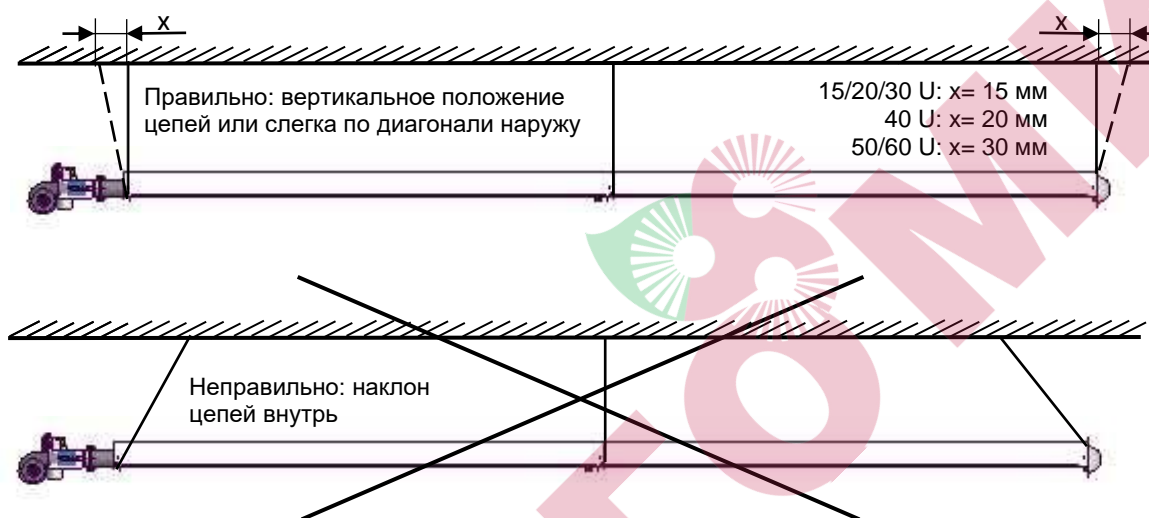 x
x
Правильно: вертикальное положение
цепей или слегка по диагонали наружу
15/20/30 U: x= 15 мм
40 U: x= 20 мм
50/60 U: x= 30 мм
Неправильно: наклон
цепей внутрь